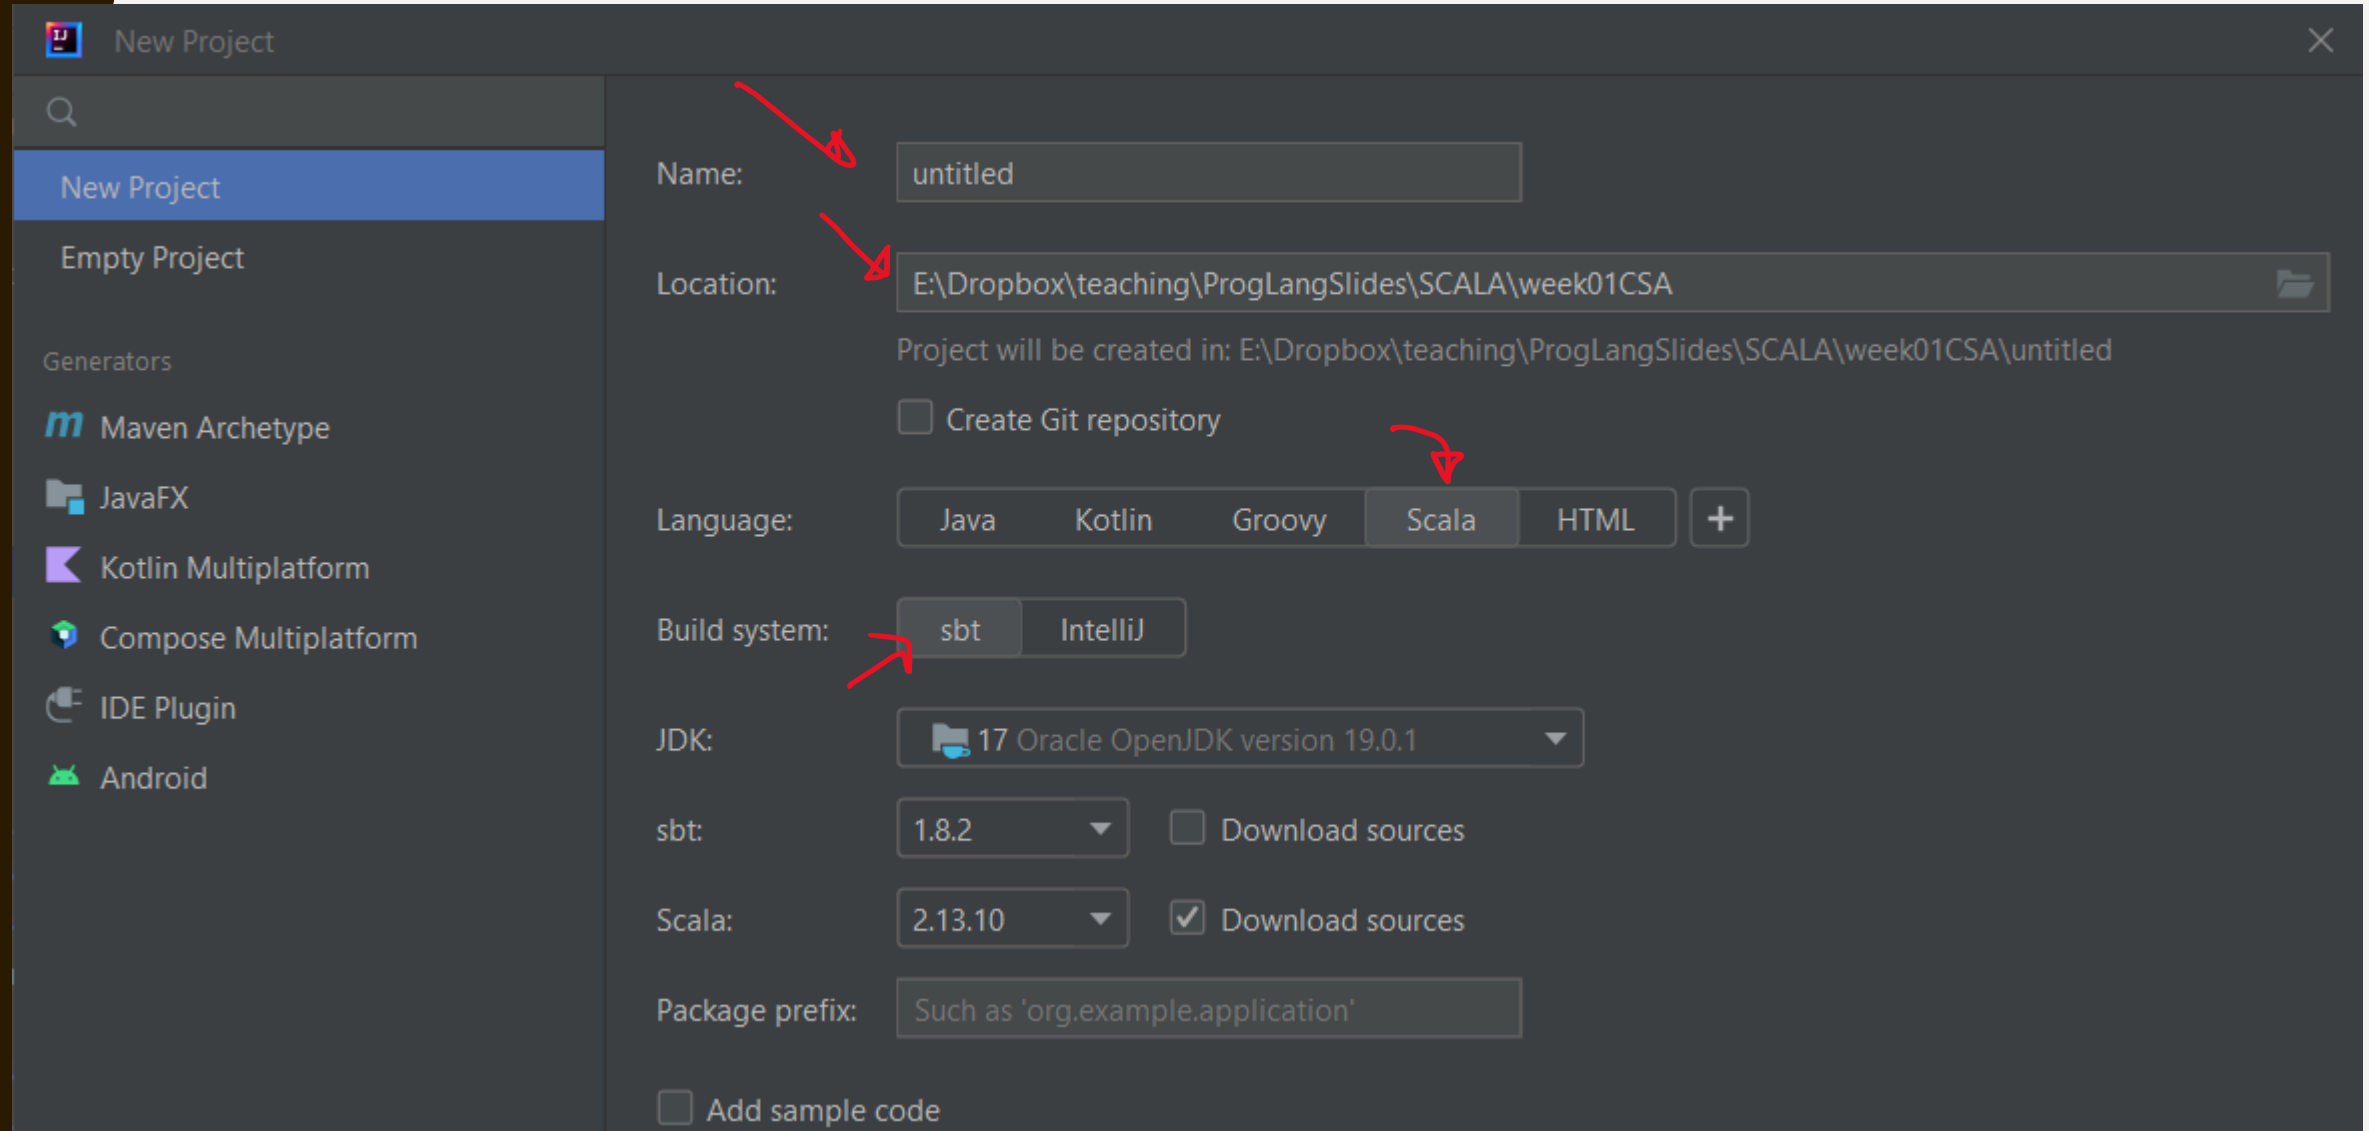 New Project
New Project
Empty Project
Generators
Maven Archetype
JavaFX
Kotlin Multiplatform
Compose Multiplatform
IDE Plugin
Android
Name: untitled
Location: E:\Dropbox\teaching\ProgLangSlides\SCALA\week01CSA
Project will be created in: E:\Dropbox\teaching\ProgLangSlides\SCALA\week01CSA\untitled
Create Git repository
Language: Java Kotlin Groovy Scala HTML +
Build system: sbt IntelliJ
JDK: 17 Oracle OpenJDK version 19.0.1
sbt: 1.8.2 Download sources
Scala: 2.13.10 Download sources
Package prefix: Such as 'org.example.application'
Add sample code